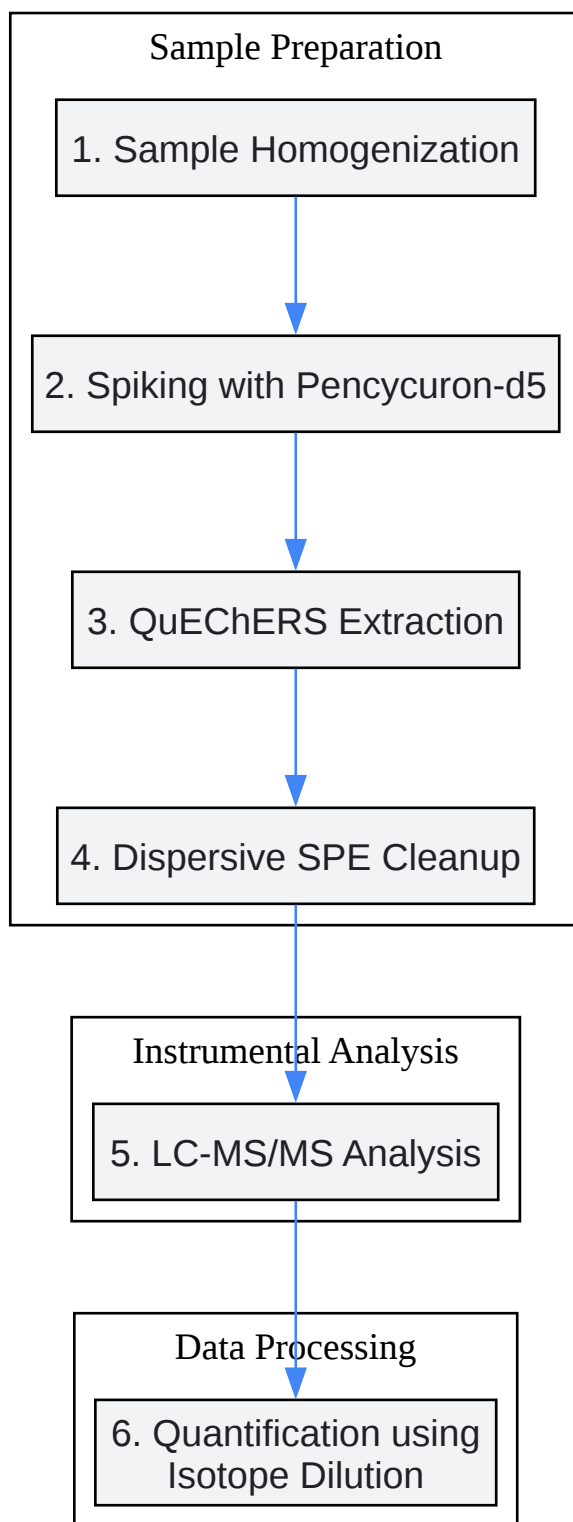 Sample Preparation
1. Sample Homogenization
2. Spiking with Pencycuron-d5
3. QuEChERS Extraction
4. Dispersive SPE Cleanup
Instrumental Analysis
5. LC-MS/MS Analysis
Data Processing
6. Quantification using
Isotope Dilution